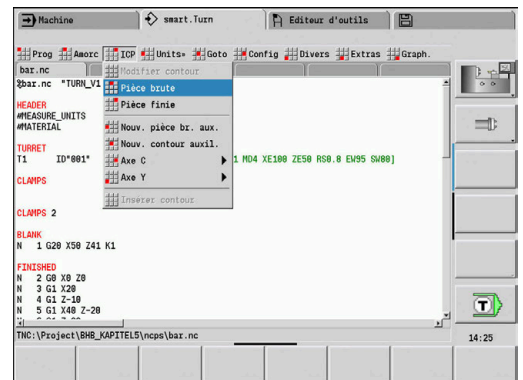 Machine smart.Turn Editeur d'outils
Prog Amorc ICP Units» Goto Config Divers Extras Graph.
bar.nc
Modifier contour
%bar.nc "TURN_V1
Pièce brute
HEADER
Pièce finie
#MEASURE_UNITS
#MATERIAL
Nouv. pièce br. aux.
Nouv. contour auxil.
TURRET
T1 ID"001"
Axe C
1 MD4 XE100 ZE50 RS0.8 EW95 SW80]
Axe Y
CLAMPS
Insérer contour
CLAMPS 2
BLANK
N 1 G20 X50 Z41 K1
FINISHED
N 2 G0 X0 Z0
N 3 G1 X20
N 4 G1 Z-10
N 5 G1 X40 Z-20
TNC:\Project\BHB_KAPITEL5\ncps\bar.nc
T
14:25